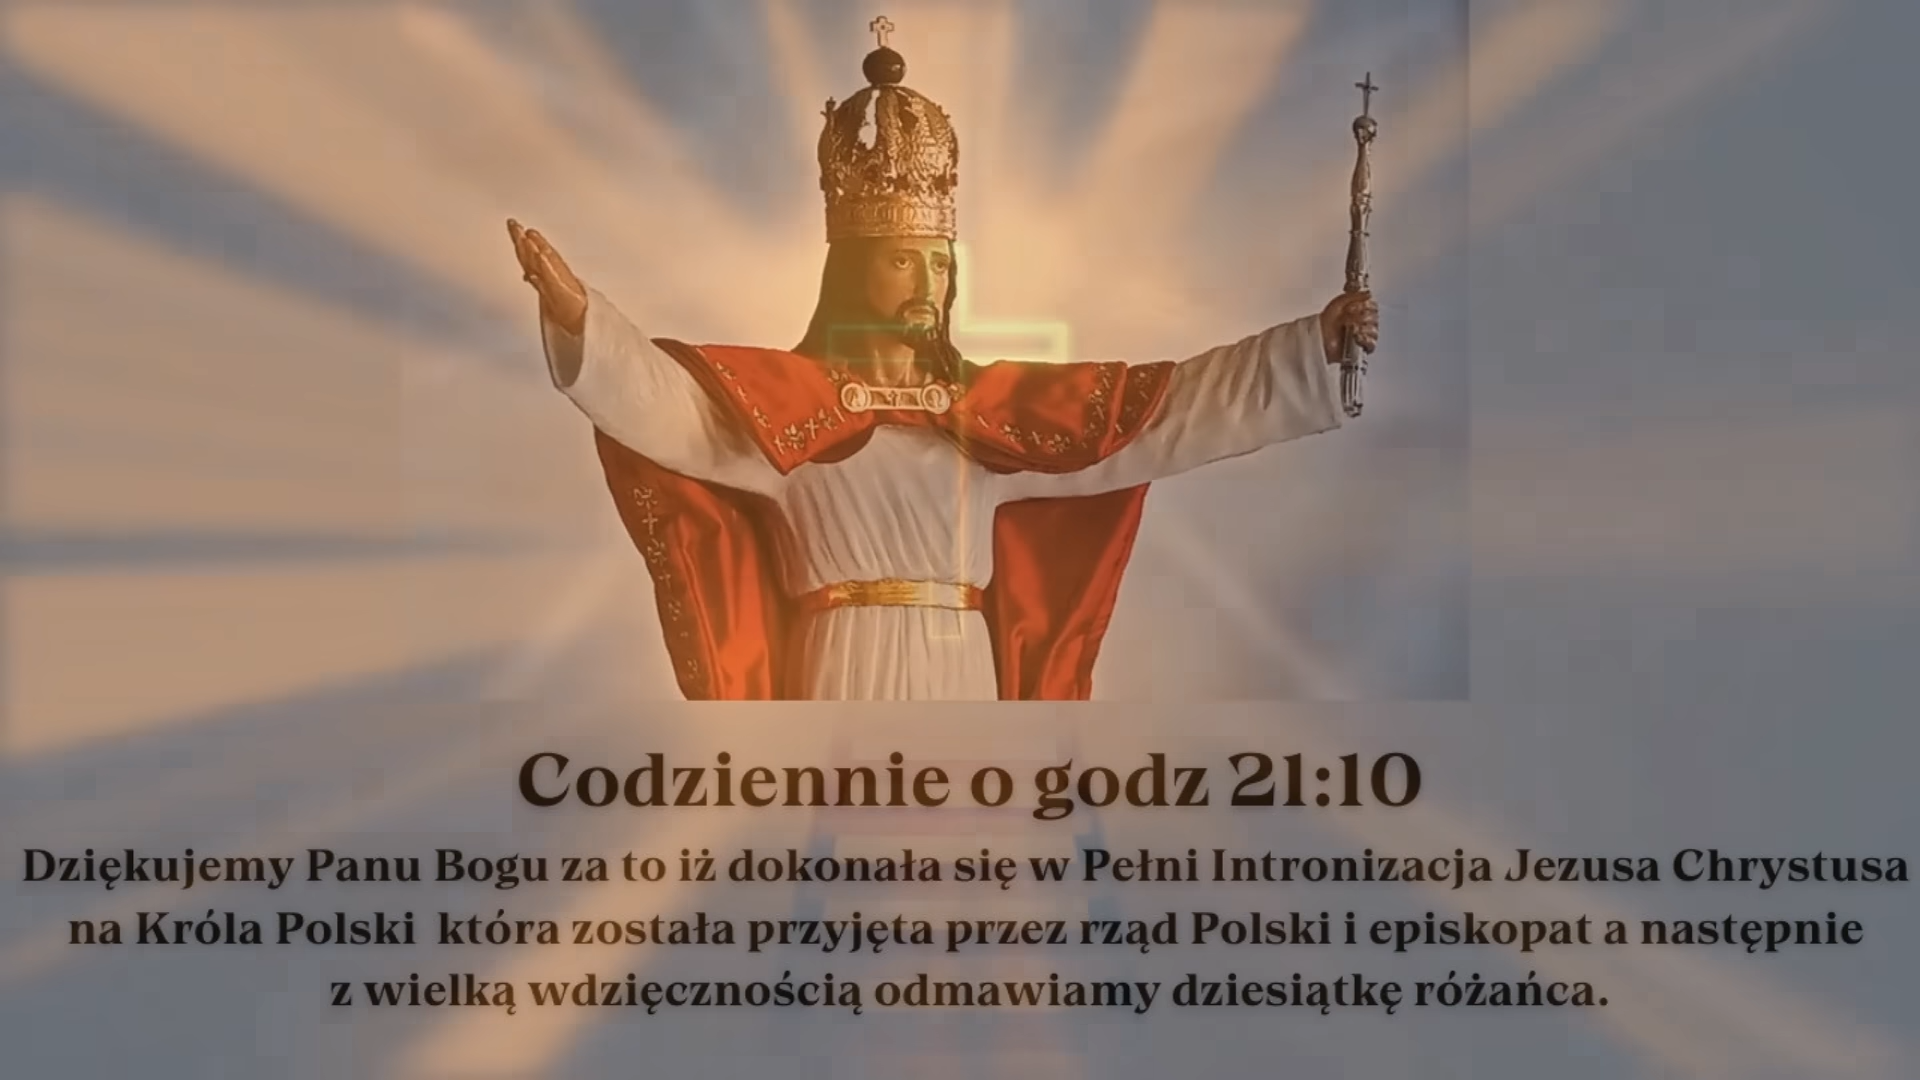 Codziennie o godz 21:10
Dziękujemy Panu Bogu za to iż dokonała się w Pełni Intronizacja Jezusa Chrystusa
na Króla Polski która została przyjęta przez rząd Polski i episkopat a następnie
z wielką wdzięcznością odmawiamy dziesiątkę różańca.